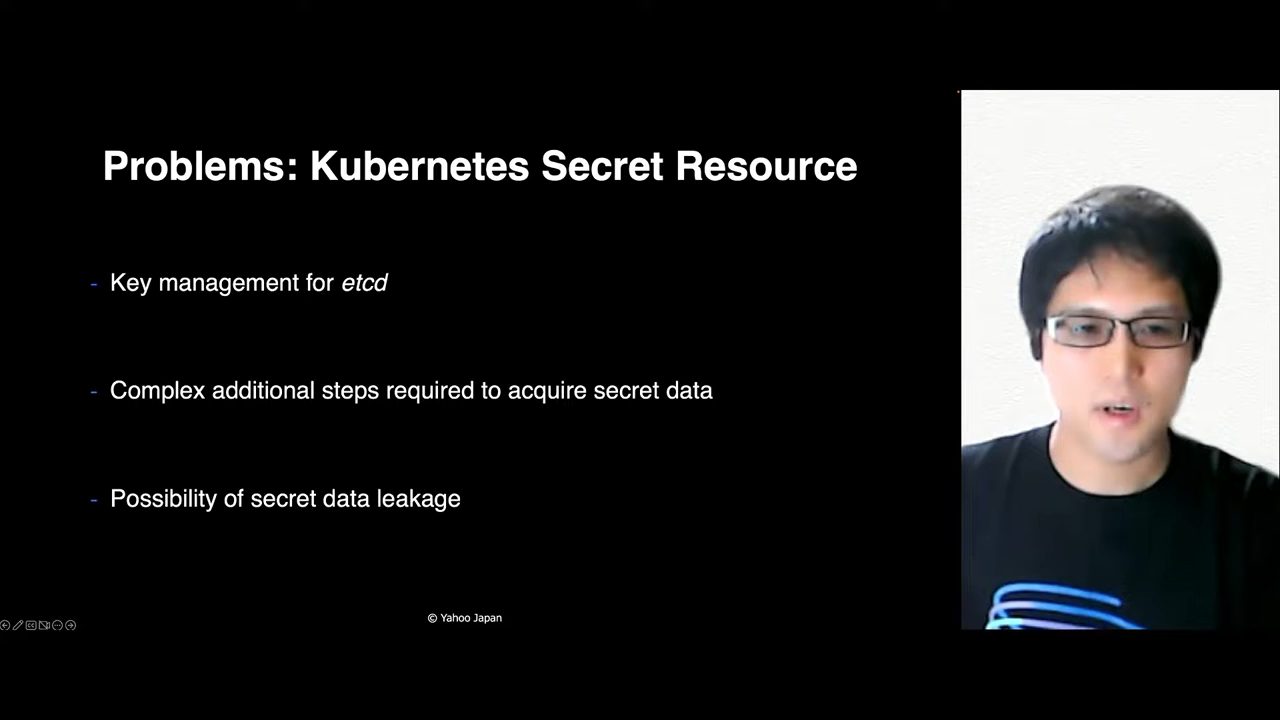 Problems: Kubernetes Secret Resource
- Key management for etcd
- Complex additional steps required to acquire secret data
- Possibility of secret data leakage
© Yahoo Japan